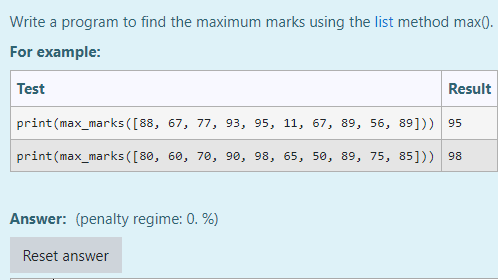 Write a program to find the maximum marks using the list method max().
For example:
Test Result
print(max_marks([88, 67, 77, 93, 95, 11, 67, 89, 56, 89])) 95
print(max_marks([80, 60, 70, 90, 98, 65, 50, 89, 75, 85])) 98
Answer: (penalty regime: 0. %)
Reset answer